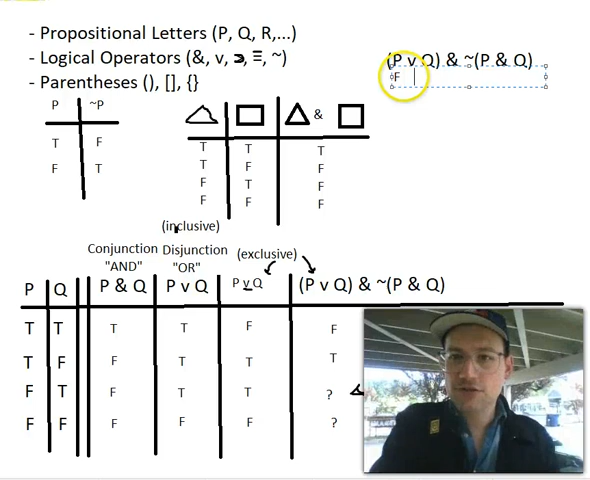 - Propositional Letters (P, Q, R,...)
- Logical Operators (&, v, ⊃, ≡, ~)
- Parentheses (), [], {}
(P v Q) & ~(P & Q)
F
P ~P
T F
F T
&
T T T
T F F
F T F
F F F
(inclusive)
Conjunction Disjunction (exclusive)
"AND" "OR"
P Q P & Q P v Q P v Q (P v Q) & ~(P & Q)
T T T T F F
T F F T T T
F T F T T ?
F F F F F ?